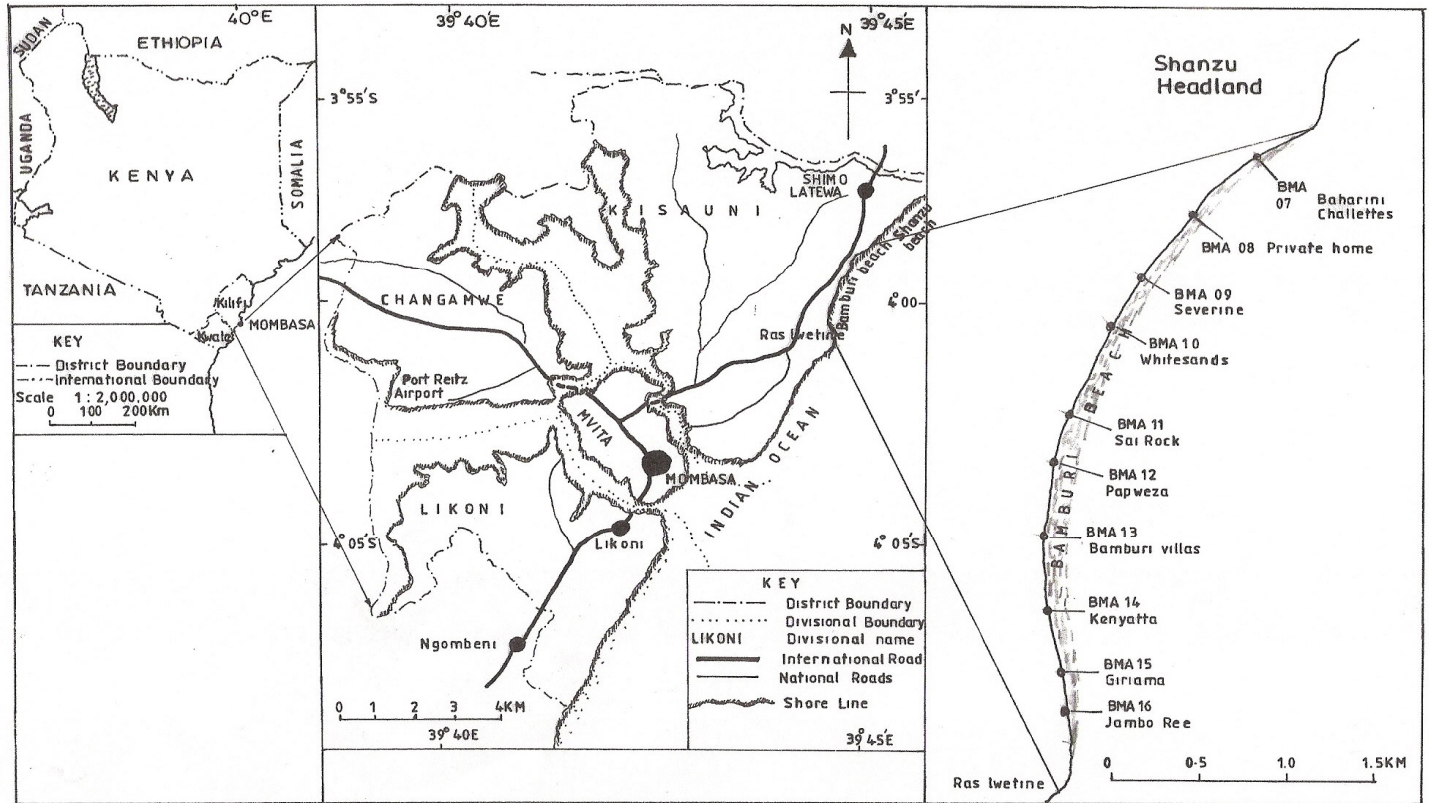 40°E
SUDAN
ETHIOPIA
UGANDA
KENYA
SOMALIA
TANZANIA
Kilifi
MOMBASA
Kwale
KEY
District Boundary
International Boundary
Scale 1 : 2,000,000
0 100 200Km
39° 40'E
39° 45'E
N
3° 55'S
3° 55'
SHIMO
LATEWA
KISAUNI
Shanzu
beach
Bamburi beach
CHANGAMWE
4° 00
Ras Iwetine
Port Reitz
Airport
MVITA
MOMBASA
INDIAN OCEAN
LIKONI
Likoni
4° 05'S
4° 05'S
Ngombeni
0 1 2 3 4KM
39° 40'E
39° 45'E
KEY
District Boundary
Divisional Boundary
LIKONI Divisional name
International Road
National Roads
Shore Line
Shanzu
Headland
BMA
07
Baharini
Challettes
BMA 08 Private home
BMA 09
Severine
BMA 10
Whitesands
BMA 11
Sai Rock
BMA 12
Papweza
BMA 13
Bamburi villas
BMA 14
Kenyatta
BMA 15
Giriama
BMA 16
Jambo Ree
BAMBURI BEACH
Ras Iwetine
0 0·5 1·0 1.5KM